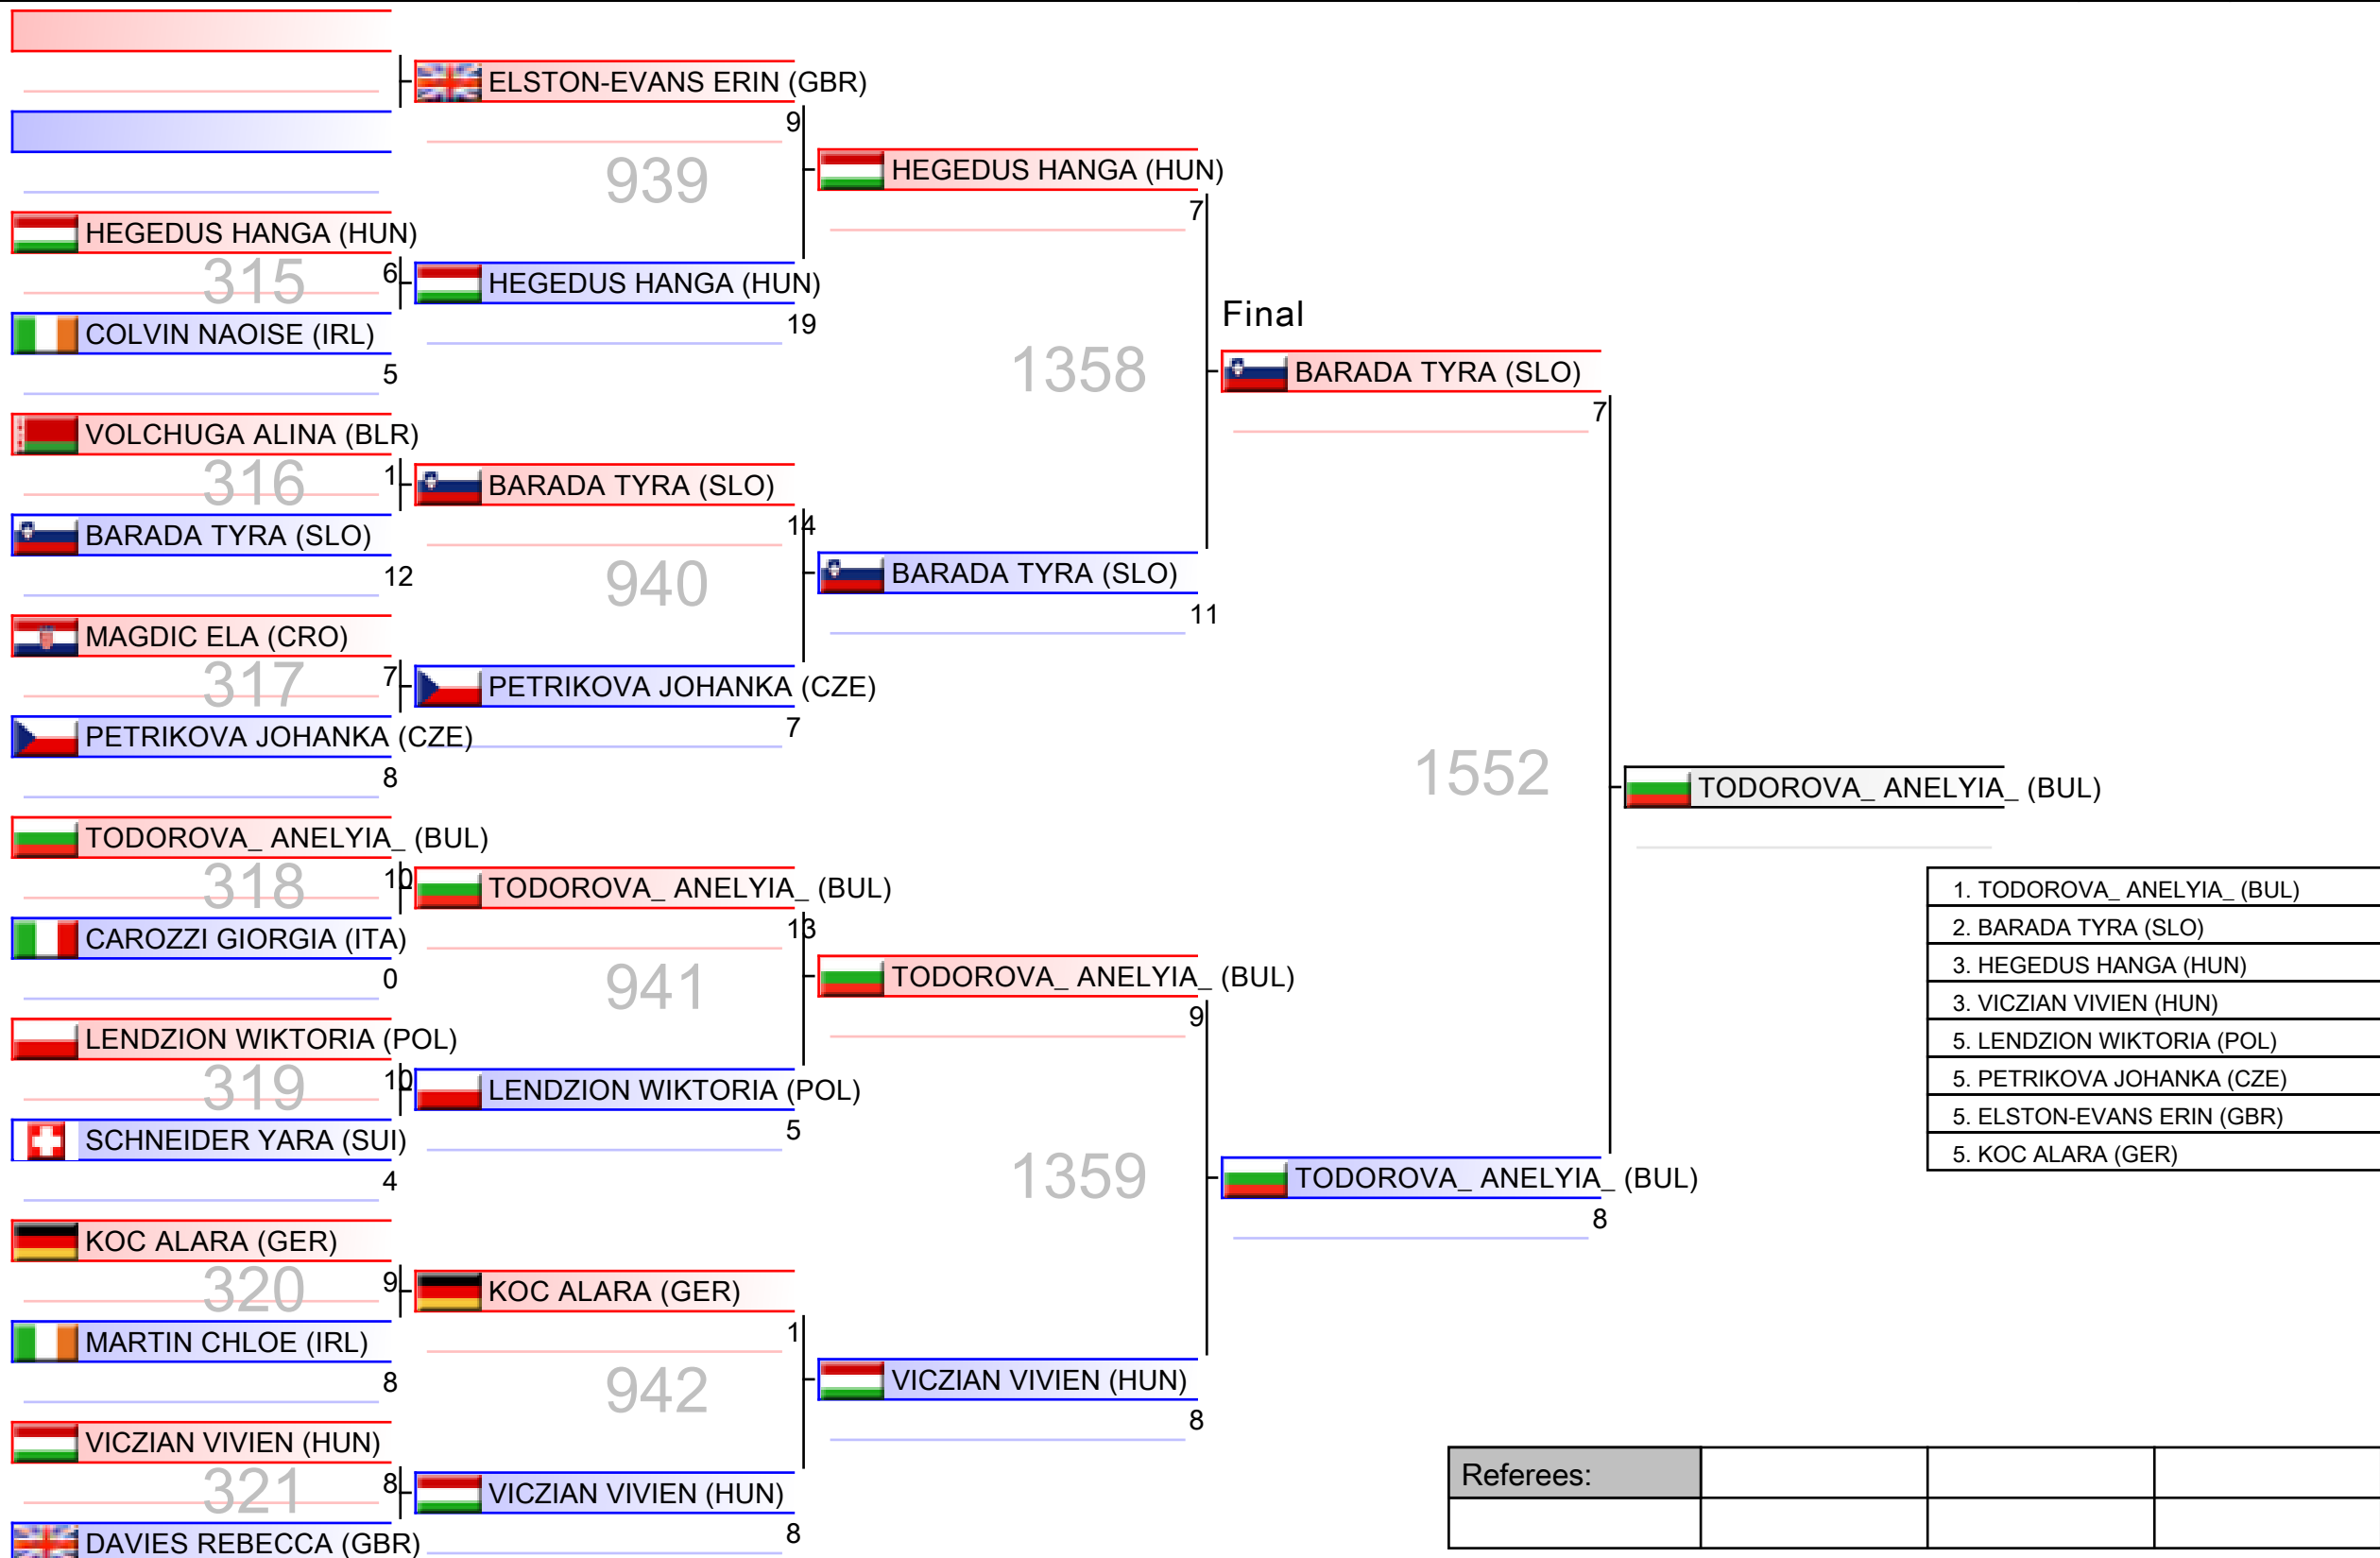 ELSTON-EVANS ERIN (GBR)
9
939
HEGEDUS HANGA (HUN)
7
HEGEDUS HANGA (HUN)
315
6
HEGEDUS HANGA (HUN)
19
COLVIN NAOISE (IRL)
5
Final
1358
BARADA TYRA (SLO)
7
VOLCHUGA ALINA (BLR)
316
1
BARADA TYRA (SLO)
14
BARADA TYRA (SLO)
12
940
BARADA TYRA (SLO)
11
MAGDIC ELA (CRO)
317
7
PETRIKOVA JOHANKA (CZE)
7
PETRIKOVA JOHANKA (CZE)
8
1552
TODOROVA_ ANELYIA_ (BUL)
TODOROVA_ ANELYIA_ (BUL)
318
10
TODOROVA_ ANELYIA_ (BUL)
13
CAROZZI GIORGIA (ITA)
0
941
TODOROVA_ ANELYIA_ (BUL)
9
LENDZION WIKTORIA (POL)
319
10
LENDZION WIKTORIA (POL)
5
SCHNEIDER YARA (SUI)
4
1359
TODOROVA_ ANELYIA_ (BUL)
8
KOC ALARA (GER)
320
9
KOC ALARA (GER)
1
MARTIN CHLOE (IRL)
8
942
VICZIAN VIVIEN (HUN)
8
VICZIAN VIVIEN (HUN)
321
8
VICZIAN VIVIEN (HUN)
8
DAVIES REBECCA (GBR)
1. TODOROVA_ ANELYIA_ (BUL)
2. BARADA TYRA (SLO)
3. HEGEDUS HANGA (HUN)
3. VICZIAN VIVIEN (HUN)
5. LENDZION WIKTORIA (POL)
5. PETRIKOVA JOHANKA (CZE)
5. ELSTON-EVANS ERIN (GBR)
5. KOC ALARA (GER)
Referees: